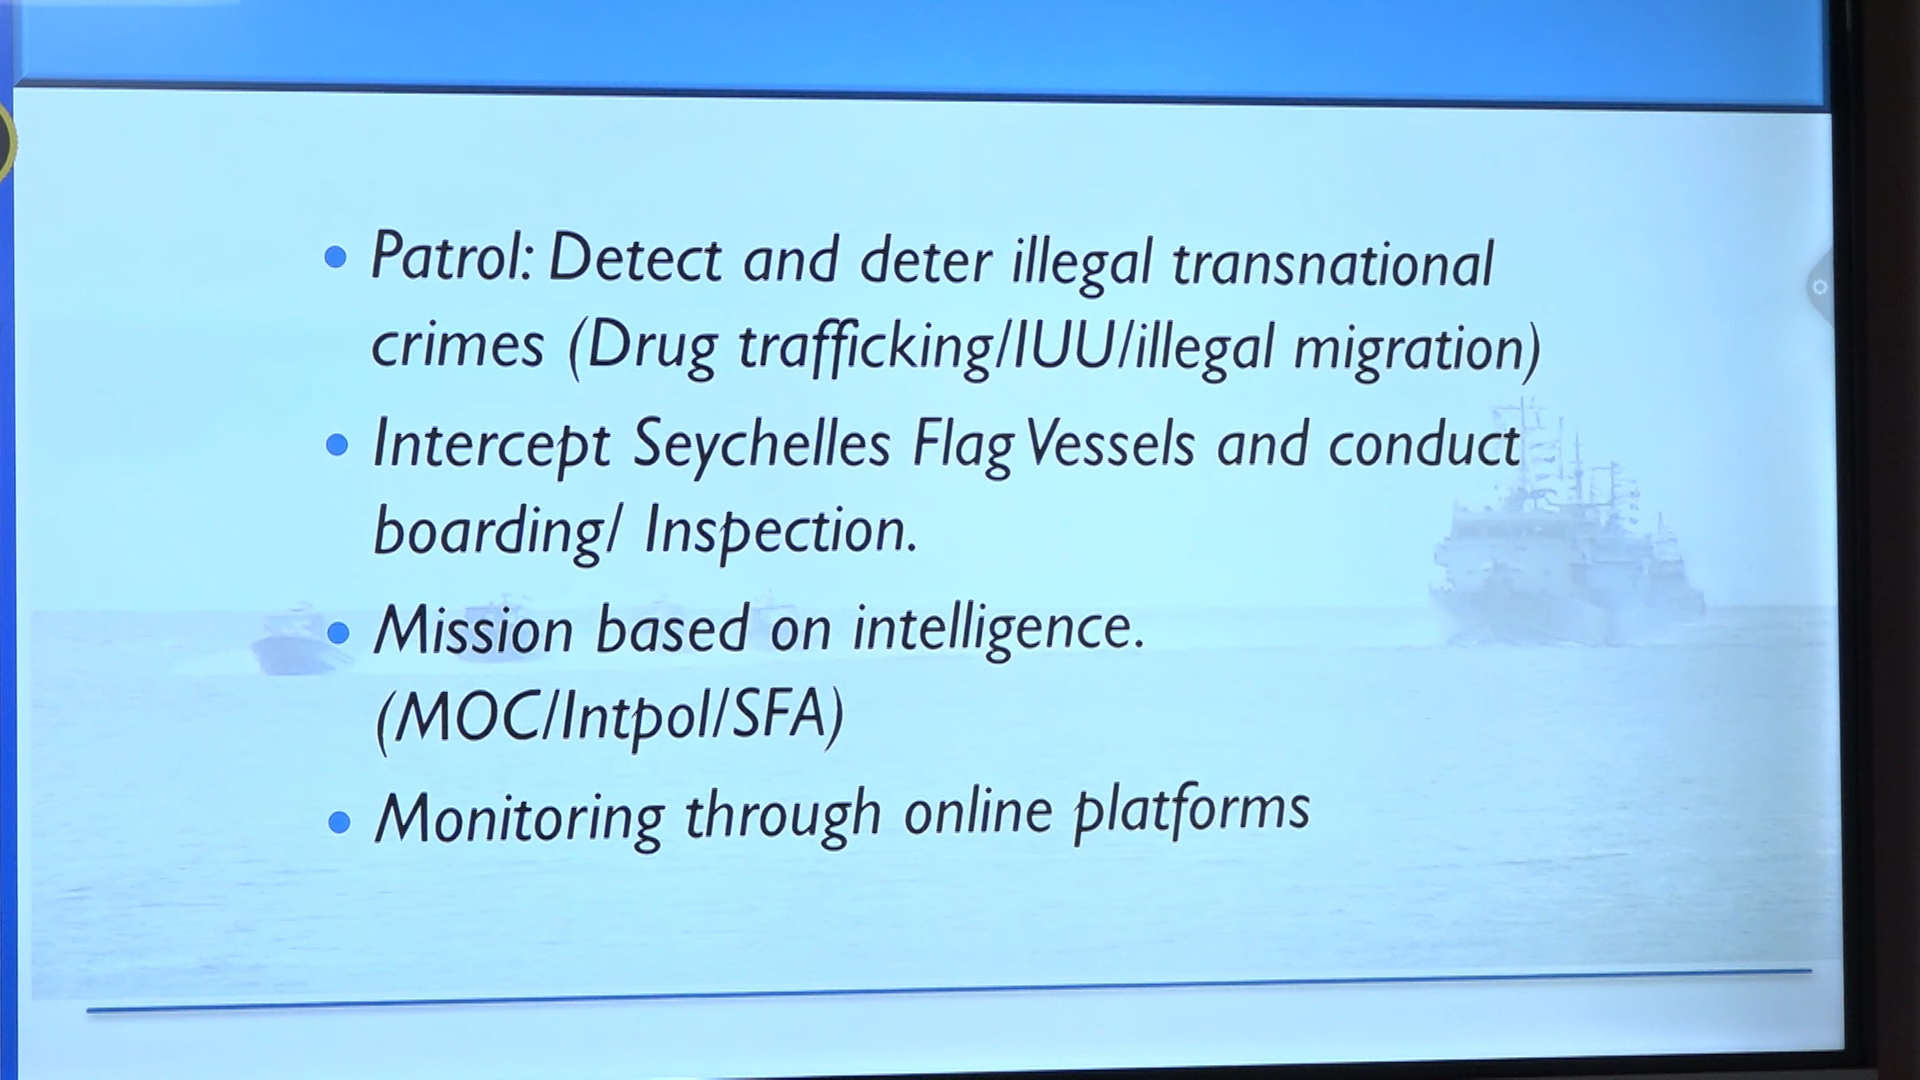 • Patrol: Detect and deter illegal transnational
crimes (Drug trafficking/IUU/illegal migration)
• Intercept Seychelles Flag Vessels and conduct
boarding/ Inspection.
• Mission based on intelligence.
(MOC/Intpol/SFA)
• Monitoring through online platforms